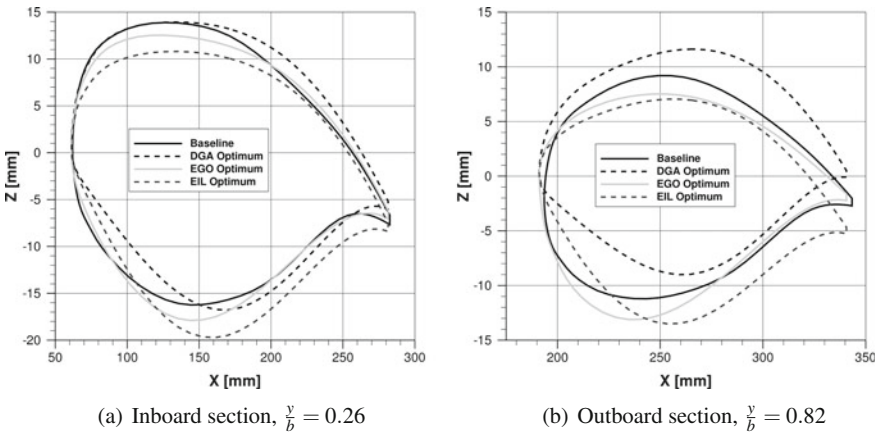 15
10
5
0
-5
-10
-15
-20
Z [mm]
50 100 150 200 250 300
X [mm]
Baseline
DGA Optimum
EGO Optimum
EIL Optimum
(a) Inboard section, y/b = 0.26
15
10
5
0
-5
-10
-15
Z [mm]
200 250 300 350
X [mm]
Baseline
DGA Optimum
EGO Optimum
EIL Optimum
(b) Outboard section, y/b = 0.82